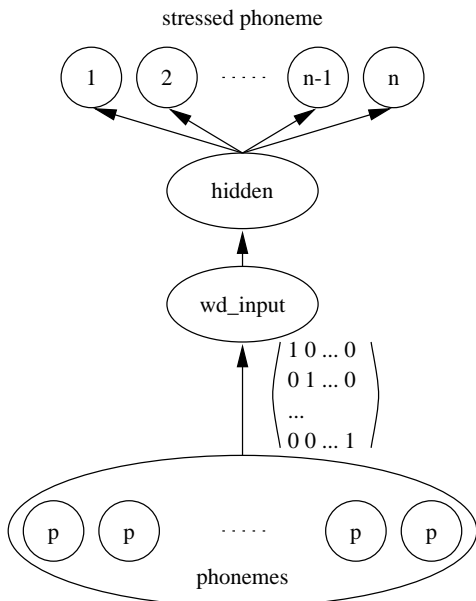 stressed phoneme
1 2 ..... n-1 n
hidden
wd_input
1 0 ... 0
0 1 ... 0
...
0 0 ... 1
p p ..... p p
phonemes